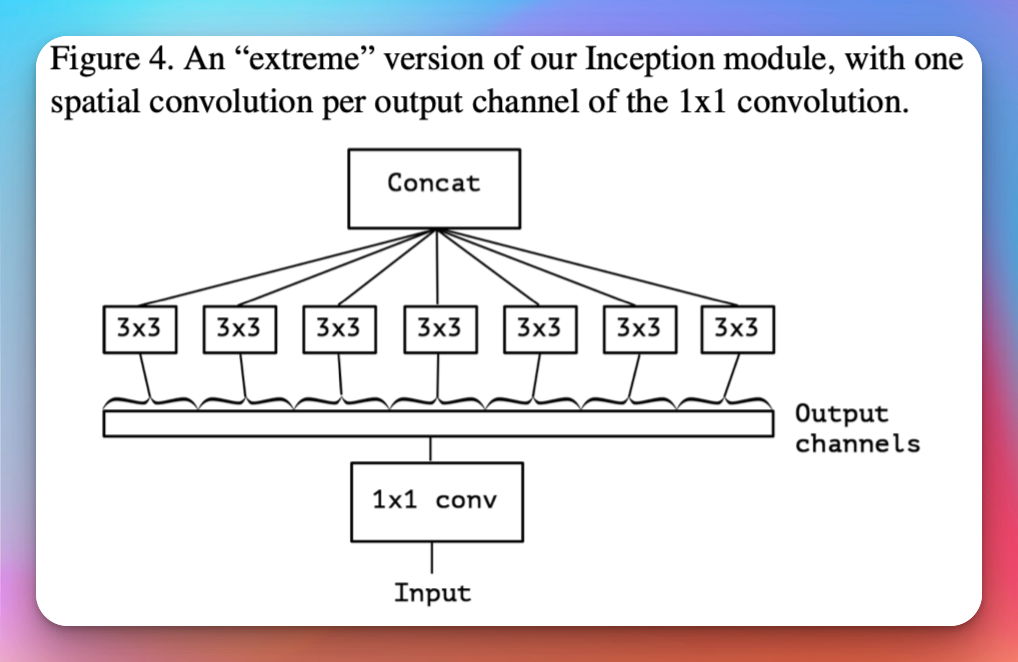 Figure 4. An “extreme” version of our Inception module, with one
spatial convolution per output channel of the 1x1 convolution.
Concat
3x3 3x3 3x3 3x3 3x3 3x3 3x3
Output
channels
1x1 conv
Input